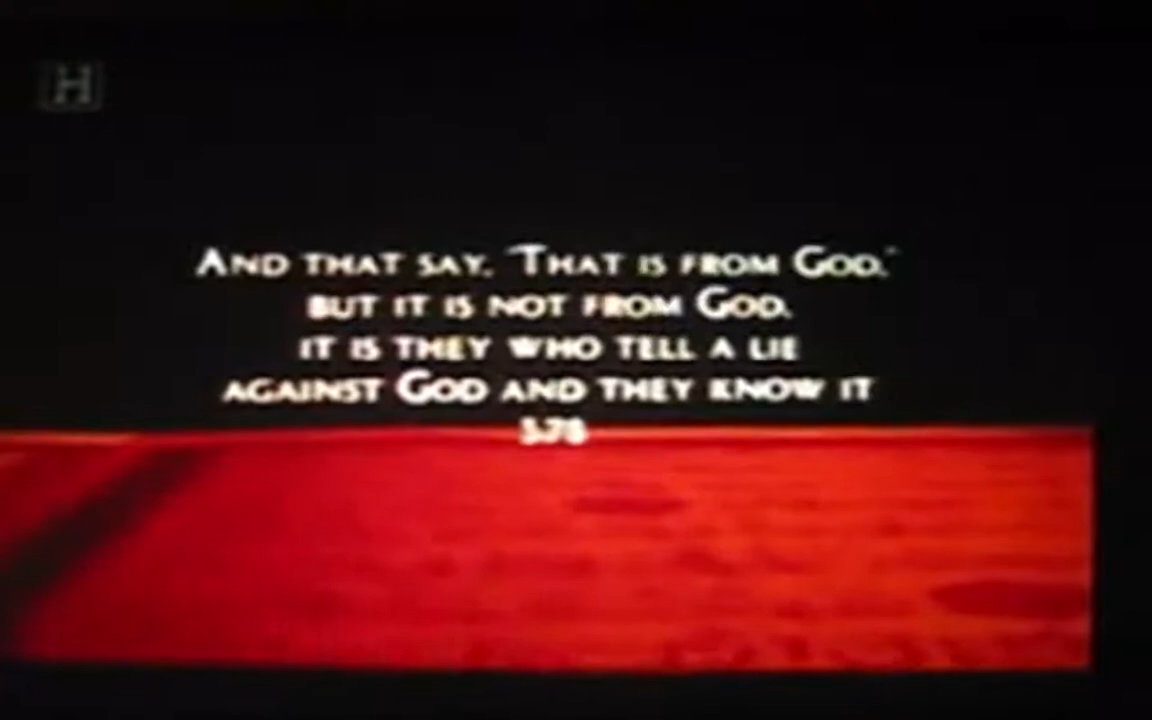 H
AND THAT SAY, "THAT IS FROM GOD,"
BUT IT IS NOT FROM GOD.
IT IS THEY WHO TELL A LIE
AGAINST GOD AND THEY KNOW IT